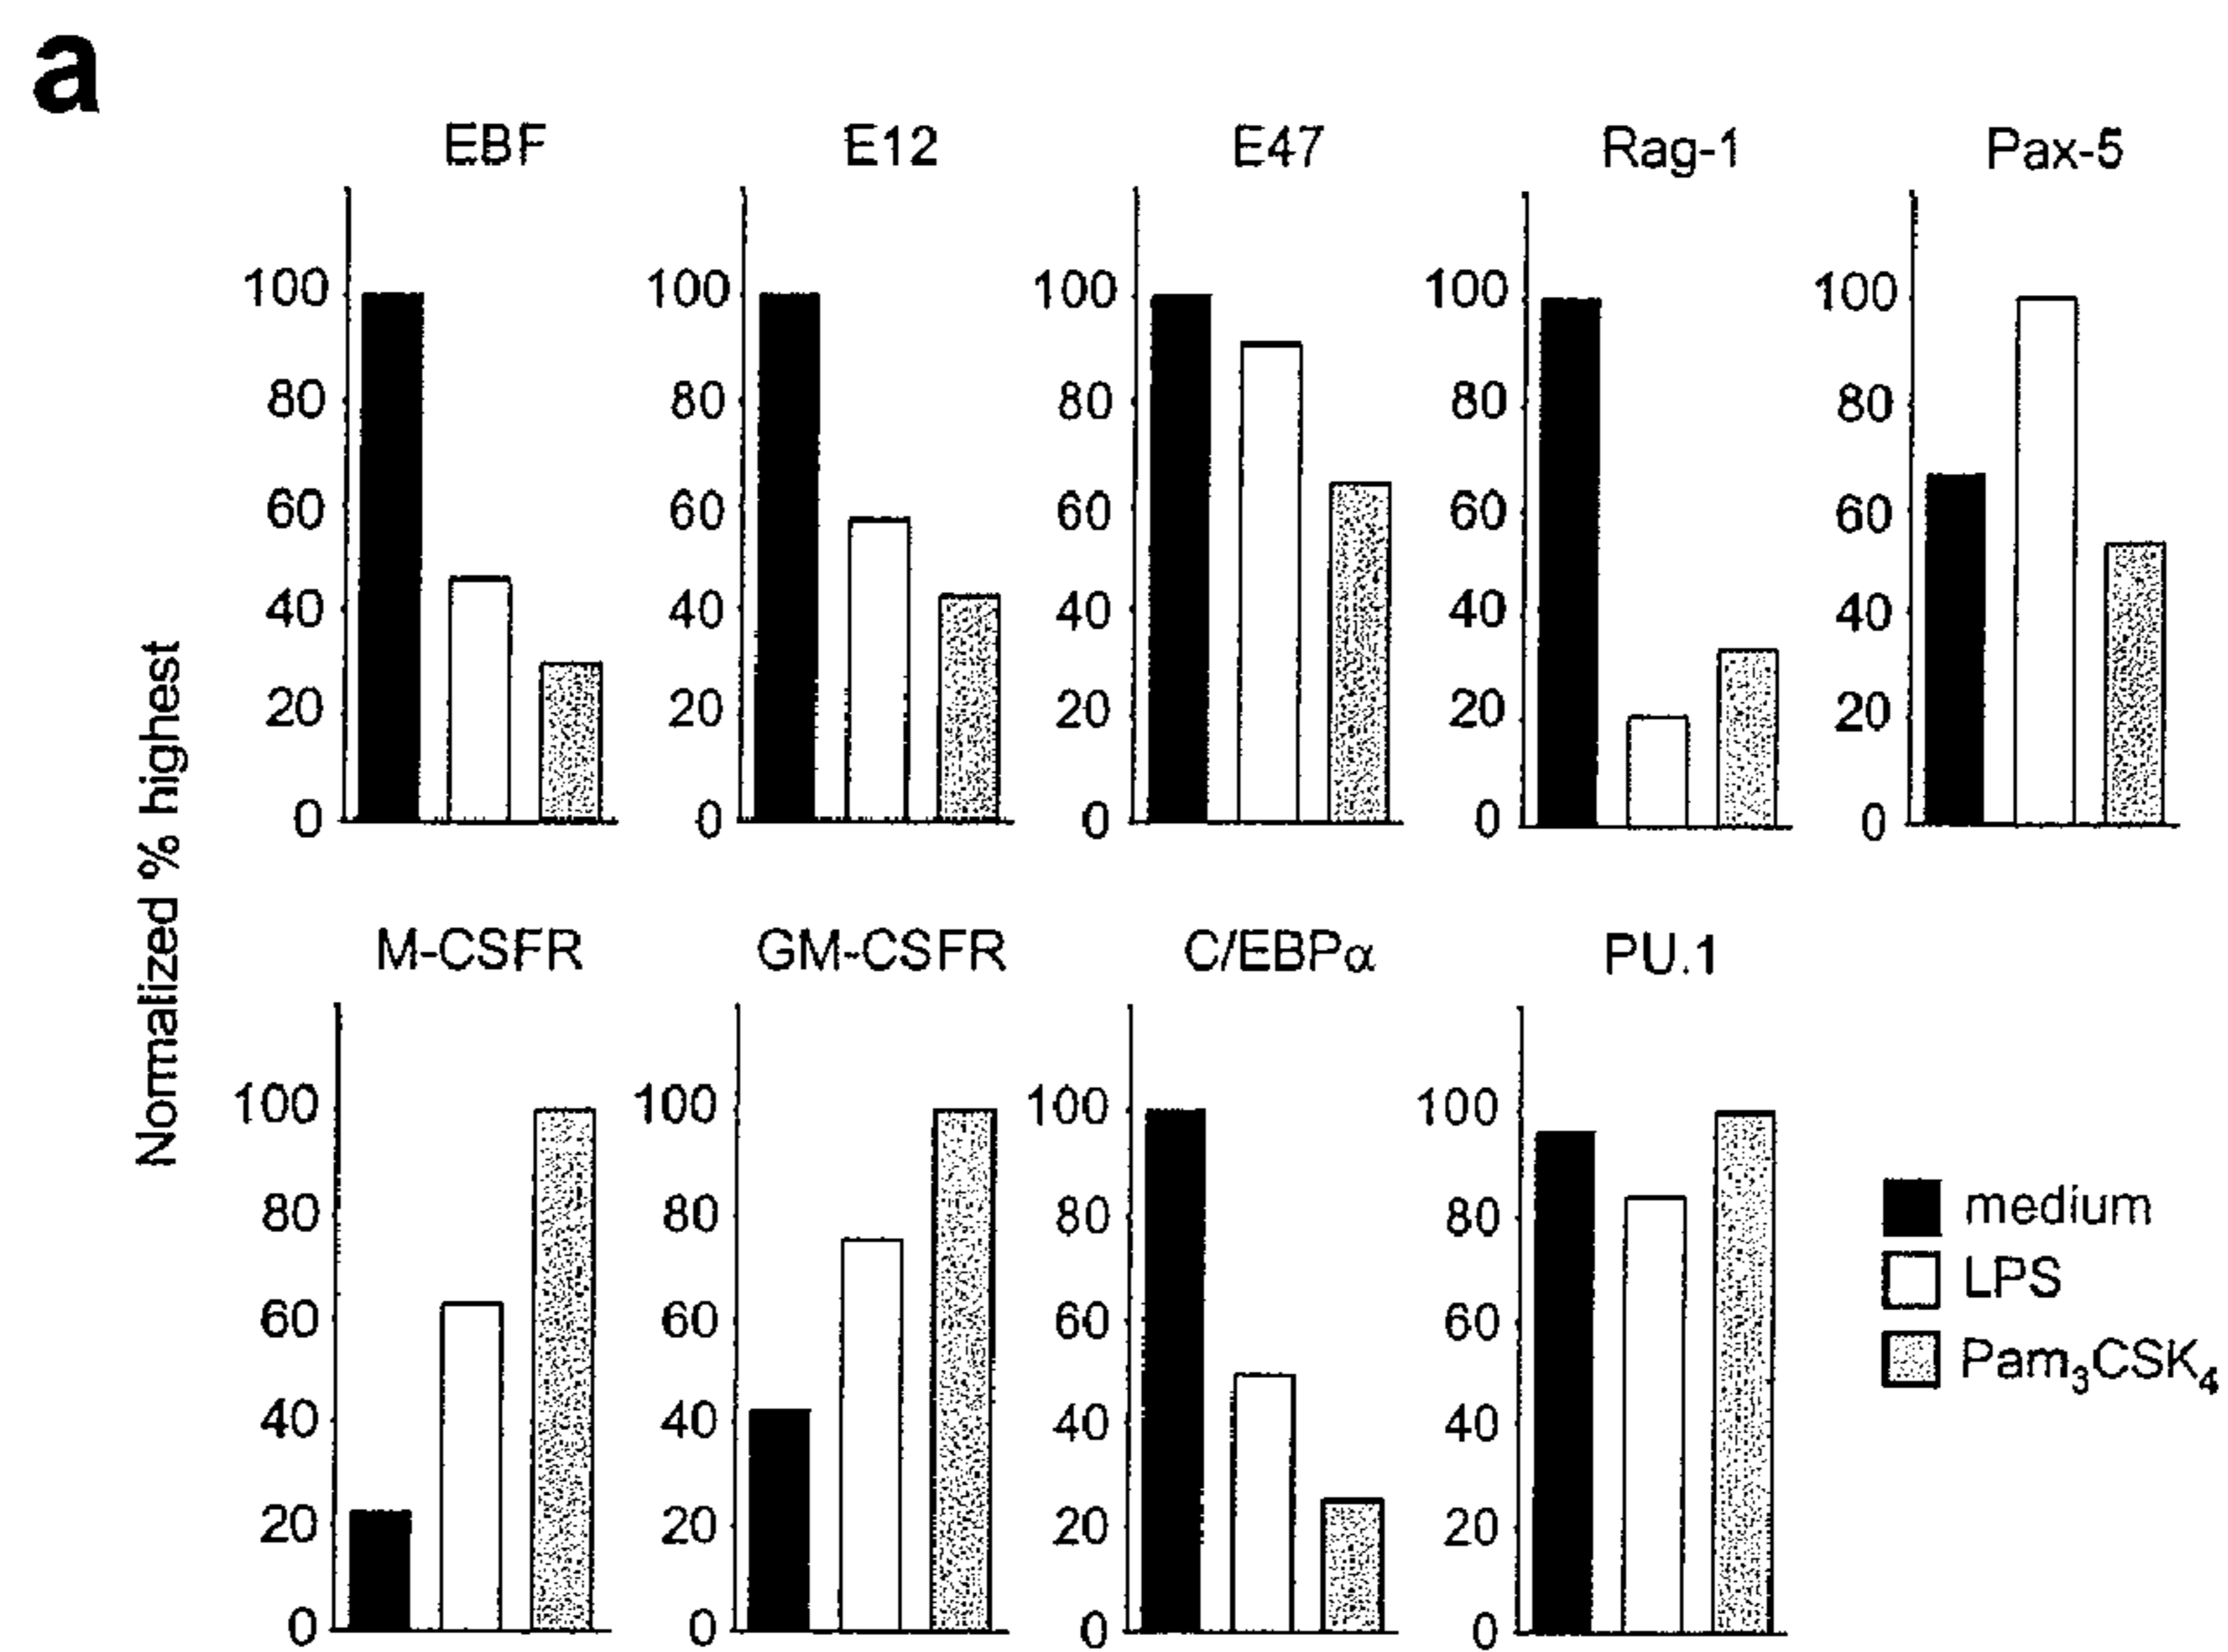 a
EBF E12 E47 Rag-1 Pax-5
100 100 100 100 100
80 80 80 80 80
60 60 60 60 60
40 40 40 40 40
20 20 20 20 20
0 0 0 0 0
Normalized % highest
M-CSFR GM-CSFR C/EBPα PU.1
100 100 100 100
80 80 80 80
60 60 60 60
40 40 40 40
20 20 20 20
0 0 0 0
medium
LPS
Pam₃CSK₄